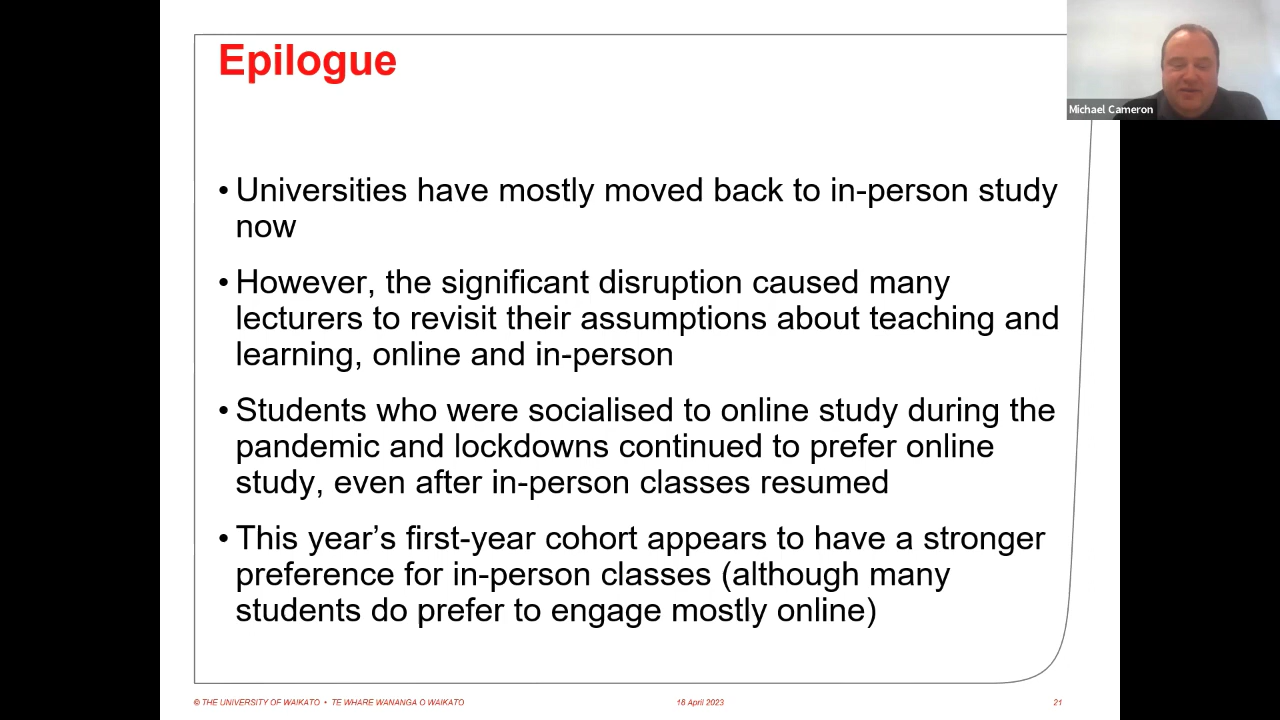 Epilogue
Michael Cameron
• Universities have mostly moved back to in-person study
now
• However, the significant disruption caused many
lecturers to revisit their assumptions about teaching and
learning, online and in-person
• Students who were socialised to online study during the
pandemic and lockdowns continued to prefer online
study, even after in-person classes resumed
• This year’s first-year cohort appears to have a stronger
preference for in-person classes (although many
students do prefer to engage mostly online)
© THE UNIVERSITY OF WAIKATO • TE WHARE WANANGA O WAIKATO
18 April 2023
21